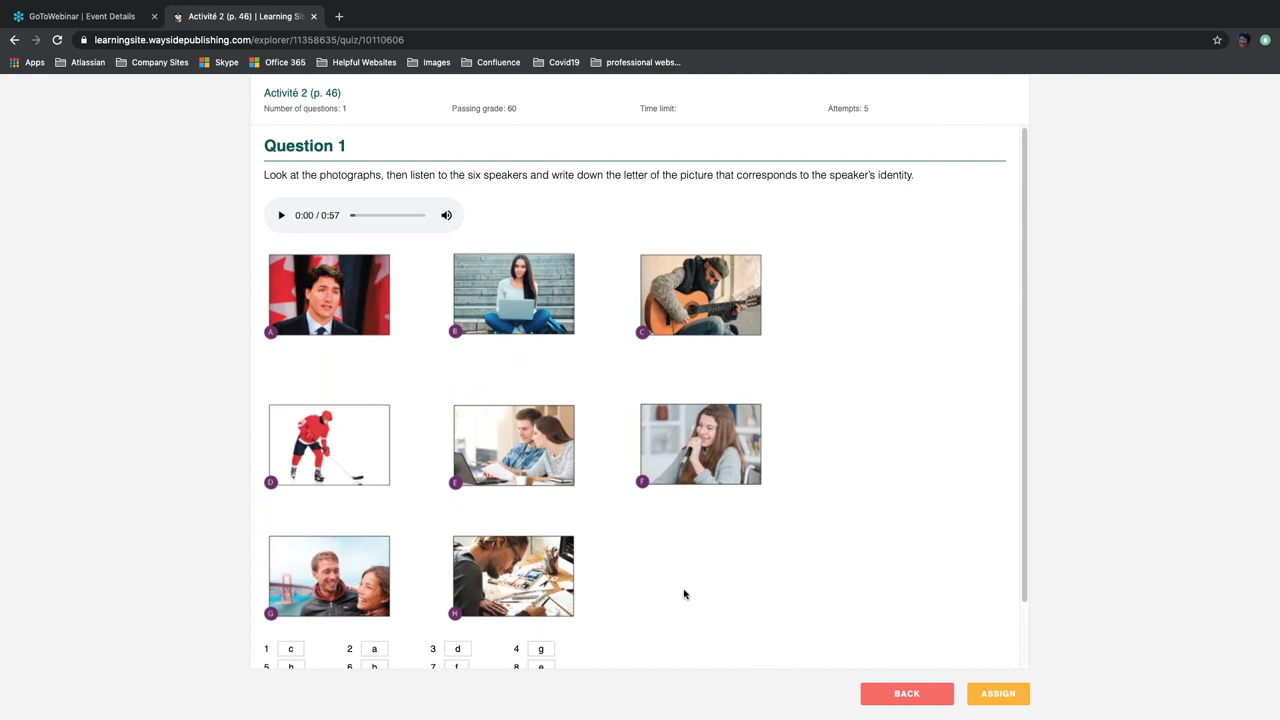 GoToWebinar | Event Details
Activité 2 (p. 46) | Learning Sit
learningsite.waysidepublishing.com/explorer/11358635/quiz/10110606
Apps Atlassian Company Sites Skype Office 365 Helpful Websites Images Confluence Covid19 professional webs...
Activité 2 (p. 46)
Number of questions: 1 Passing grade: 60 Time limit: Attempts: 5
Question 1
Look at the photographs, then listen to the six speakers and write down the letter of the picture that corresponds to the speaker's identity.
0:00 / 0:57
A B C
D E F
G H
1 c 2 a 3 d 4 g
5 6 7 8
BACK ASSIGN